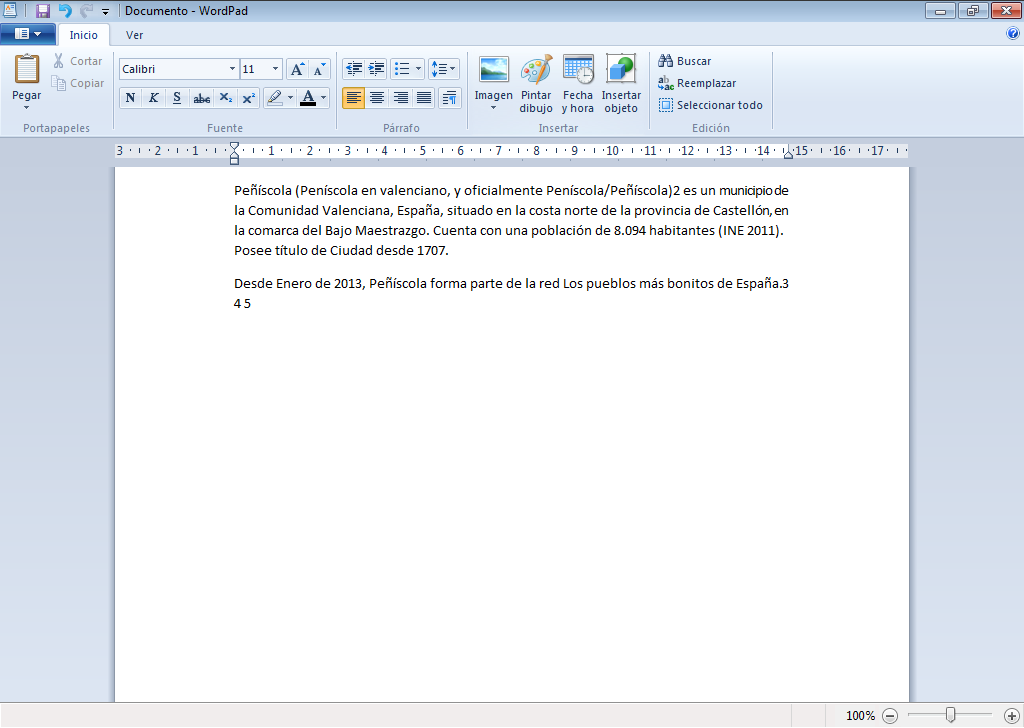 Documento - WordPad
Inicio Ver
Pegar Cortar
Copiar
Portapapeles
Calibri 11
N K S abc X₂ X² A
Fuente
Párrafo
Imagen Pintar dibujo Fecha y hora Insertar objeto
Insertar
Buscar
Reemplazar
Seleccionar todo
Edición
3 2 1 1 2 3 4 5 6 7 8 9 10 11 12 13 14 15 16 17
Peñíscola (Peníscola en valenciano, y oficialmente Peníscola/Peñíscola)2 es un municipio de
la Comunidad Valenciana, España, situado en la costa norte de la provincia de Castellón, en
la comarca del Bajo Maestrazgo. Cuenta con una población de 8.094 habitantes (INE 2011).
Posee título de Ciudad desde 1707.
Desde Enero de 2013, Peñíscola forma parte de la red Los pueblos más bonitos de España.3
4 5
100%